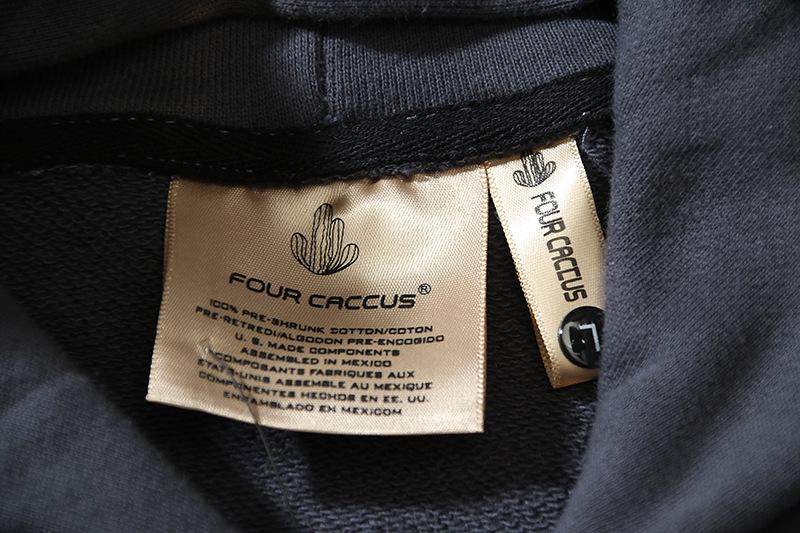 FOUR CACCUS®
100% PRE-SHRUNK COTTON/COTON
PRE-RETREDI/ALGODON PRE-ENCOGIDO
U. S. MADE COMPONENTS
ASSEMBLED IN MEXICO
COMPOSANTS FABRIQUES AUX
ETATS-UNIS ASSEMBLE AU MEXIQUE
COMPONENTES HECHOS EN EE. UU.
ENSAMBLADO EN MEXICOM
FOUR CACCUS
L